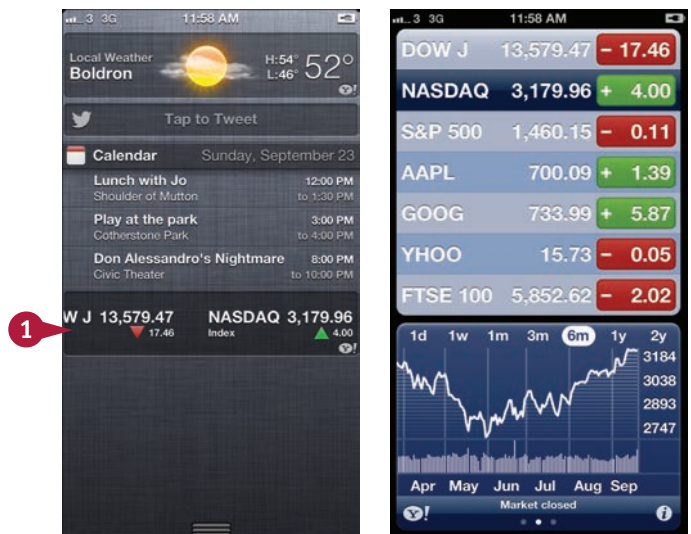 3 3G 11:58 AM
Local Weather
Boldron
H:54°
L:46°
52°
Y!
Tap to Tweet
Calendar Sunday, September 23
Lunch with Jo 12:00 PM
Shoulder of Mutton to 1:30 PM
Play at the park 3:00 PM
Cotherstone Park to 4:00 PM
Don Alessandro's Nightmare 8:00 PM
Civic Theater to 10:00 PM
1
W J 13,579.47 NASDAQ 3,179.96
17.46 Index 4.00
Y!
3 3G 11:58 AM
DOW J 13,579.47 − 17.46
NASDAQ 3,179.96 + 4.00
S&P 500 1,460.15 − 0.11
AAPL 700.09 + 1.39
GOOG 733.99 + 5.87
YHOO 15.73 − 0.05
FTSE 100 5,852.62 − 2.02
1d 1w 1m 3m 6m 1y 2y
3184
3038
2893
2747
Apr May Jun Jul Aug Sep
Market closed
Y! i